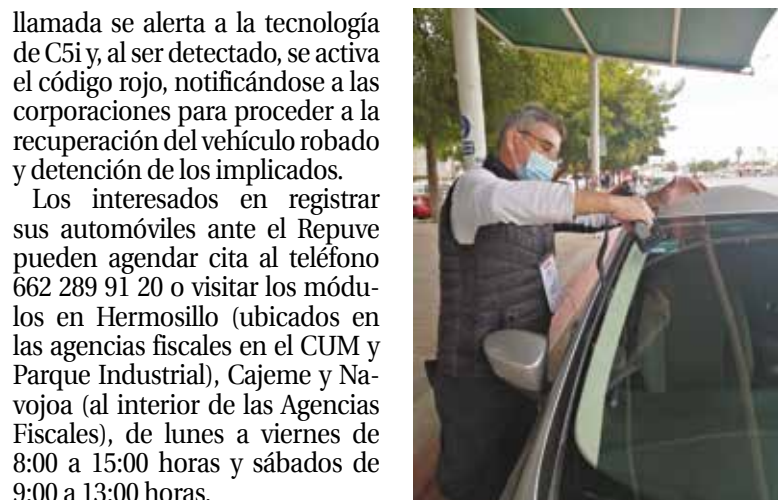 llamada se alerta a la tecnología
de C5i y, al ser detectado, se activa
el código rojo, notificándose a las
corporaciones para proceder a la
recuperación del vehículo robado
y detención de los implicados.
Los interesados en registrar
sus automóviles ante el Repuve
pueden agendar cita al teléfono
662 289 91 20 o visitar los módu-
los en Hermosillo (ubicados en
las agencias fiscales en el CUM y
Parque Industrial), Cajeme y Na-
vojoa (al interior de las Agencias
Fiscales), de lunes a viernes de
8:00 a 15:00 horas y sábados de
9:00 a 13:00 horas.